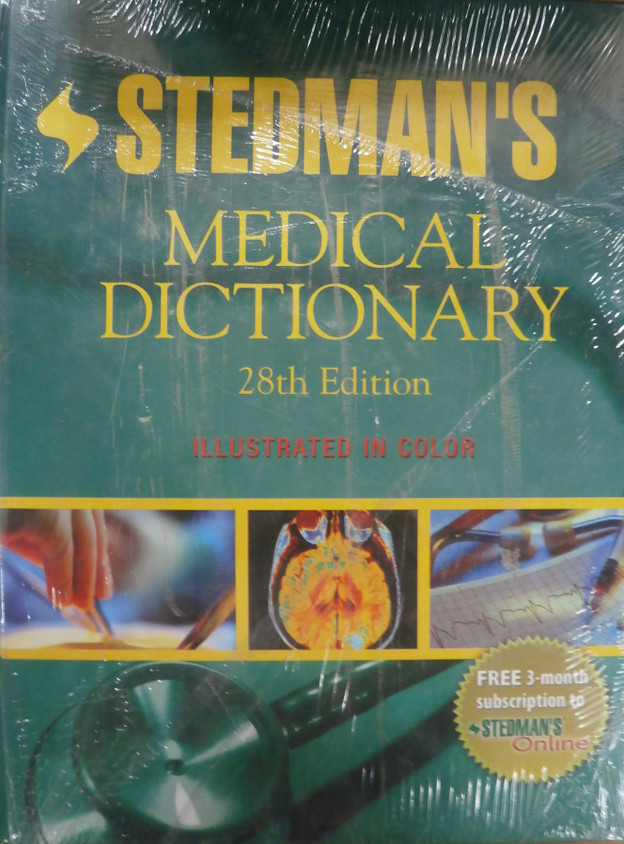 STEDMAN'S
MEDICAL
DICTIONARY
28th Edition
ILLUSTRATED IN COLOR
FREE 3-month
subscription to
STEDMAN'S
Online